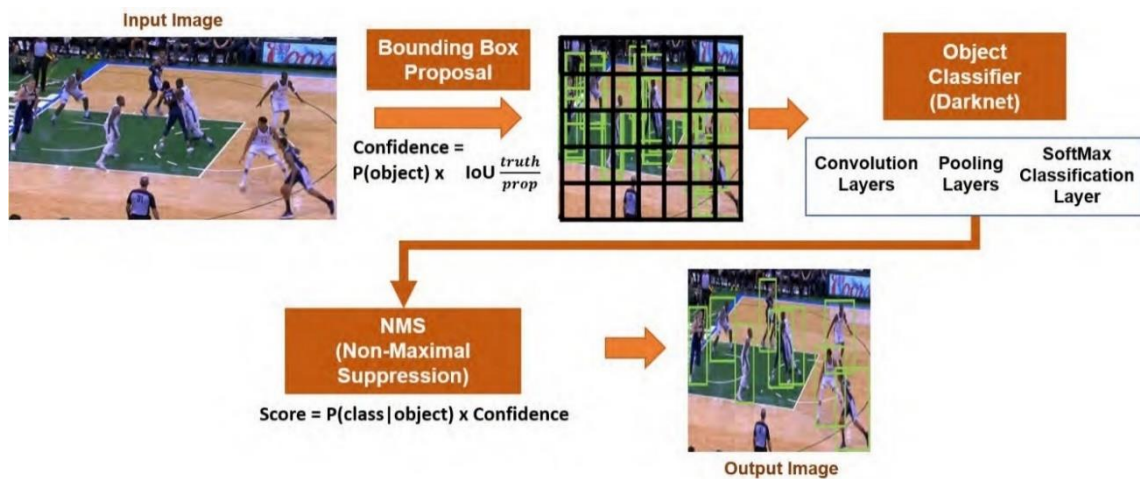 Input Image
Bounding Box
Proposal
Confidence =
P(object) x IoU truth/prop
Object
Classifier
(Darknet)
Convolution
Layers
Pooling
Layers
SoftMax
Classification
Layer
NMS
(Non-Maximal
Suppression)
Score = P(class|object) x Confidence
Output Image